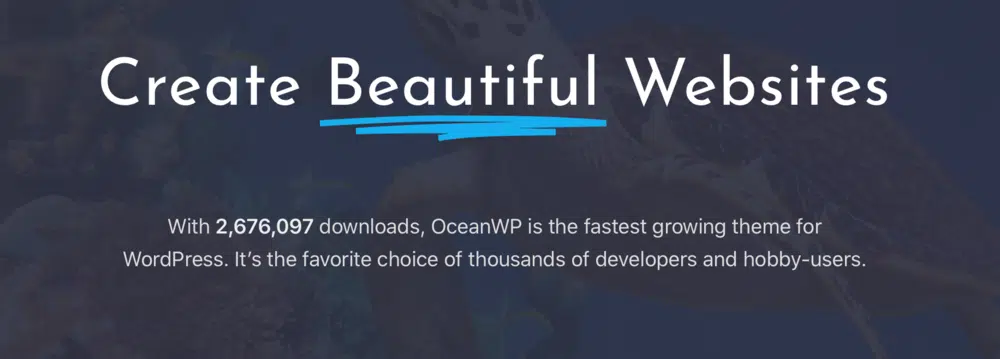 Create Beautiful Websites
With 2,676,097 downloads, OceanWP is the fastest growing theme for
WordPress. It’s the favorite choice of thousands of developers and hobby-users.